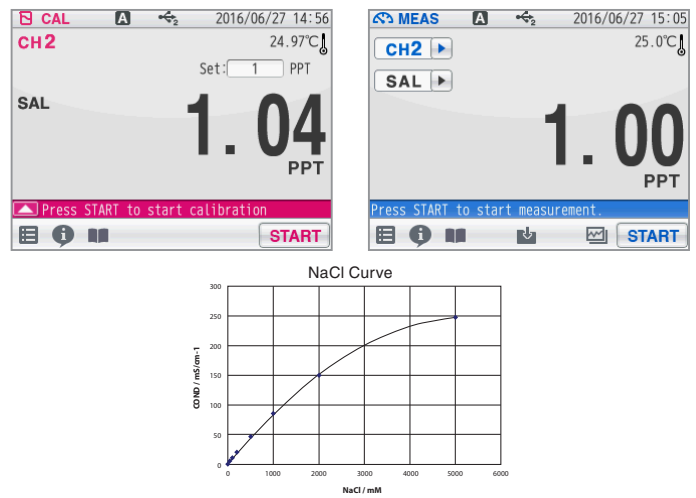 CAL A 2 2016/06/27 14:56
CH2 24.97℃
Set: 1 PPT
SAL 1.04
PPT
Press START to start calibration
START
MEAS A 2 2016/06/27 15:05
CH2 25.0℃
SAL
1.00
PPT
Press START to start measurement.
START
NaCl Curve
300
250
200
150
100
50
0
COND / mS/cm-1
0 1000 2000 3000 4000 5000 6000
NaCl / mM